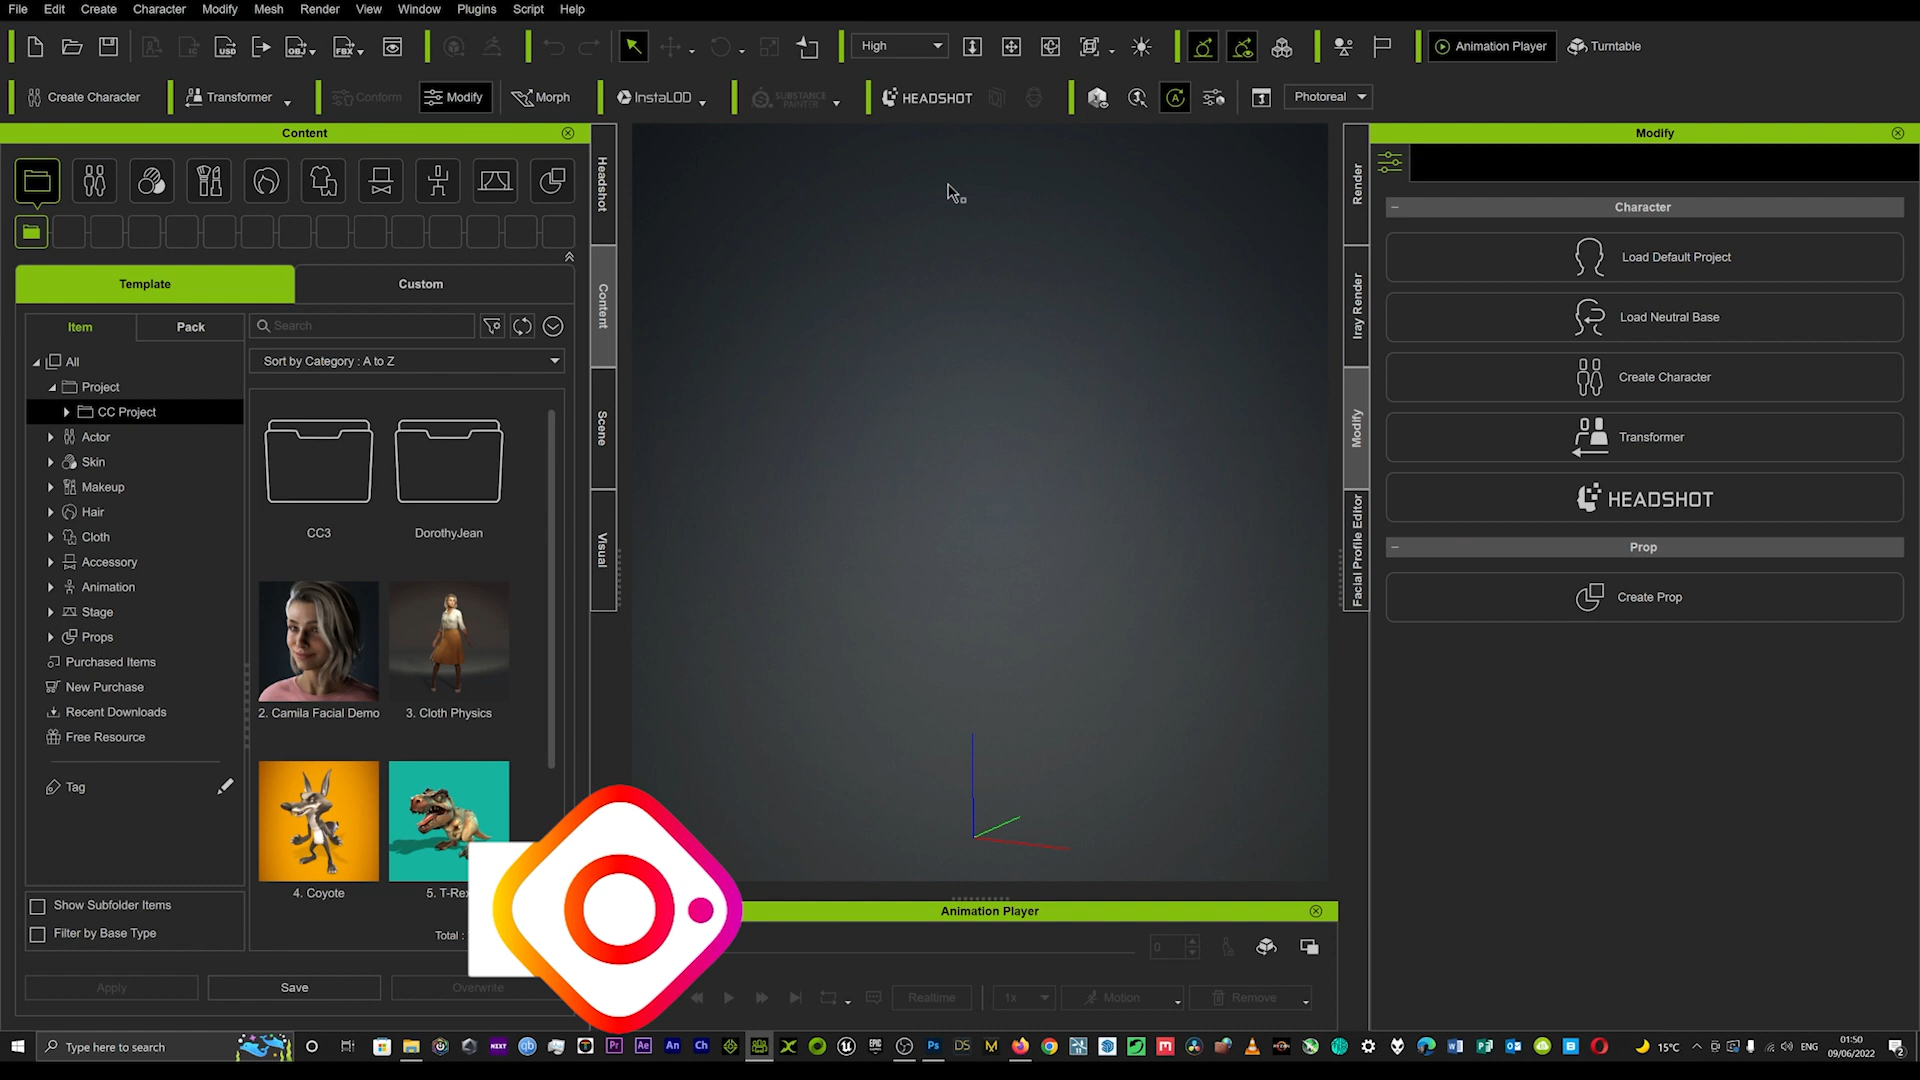 File Edit Create Character Modify Mesh Render View Window Plugins Script Help
High Animation Player Turntable
Create Character Transformer Conform Modify Morph InstaLOD SUBSTANCE PAINTER HEADSHOT Photoreal
Content
Template Custom
Item Pack Search
Sort by Category : A to Z
All
Project
CC Project
Actor
Skin
Makeup
Hair
Cloth
Accessory
Animation
Stage
Props
Purchased Items
New Purchase
Recent Downloads
Free Resource
Tag
Show Subfolder Items
Filter by Base Type
CC3 DorothyJean
2. Camila Facial Demo 3. Cloth Physics
4. Coyote 5. T-Re
Total :
Apply Save Overwrite
Headshot
Content
Scene
Visual
Animation Player
0
Realtime 1x Motion Remove
Render
Iray Render
Modify
Facial Profile Editor
Modify
Character
Load Default Project
Load Neutral Base
Create Character
Transformer
HEADSHOT
Prop
Create Prop
Type here to search
15°C ENG 01:50
09/06/2022